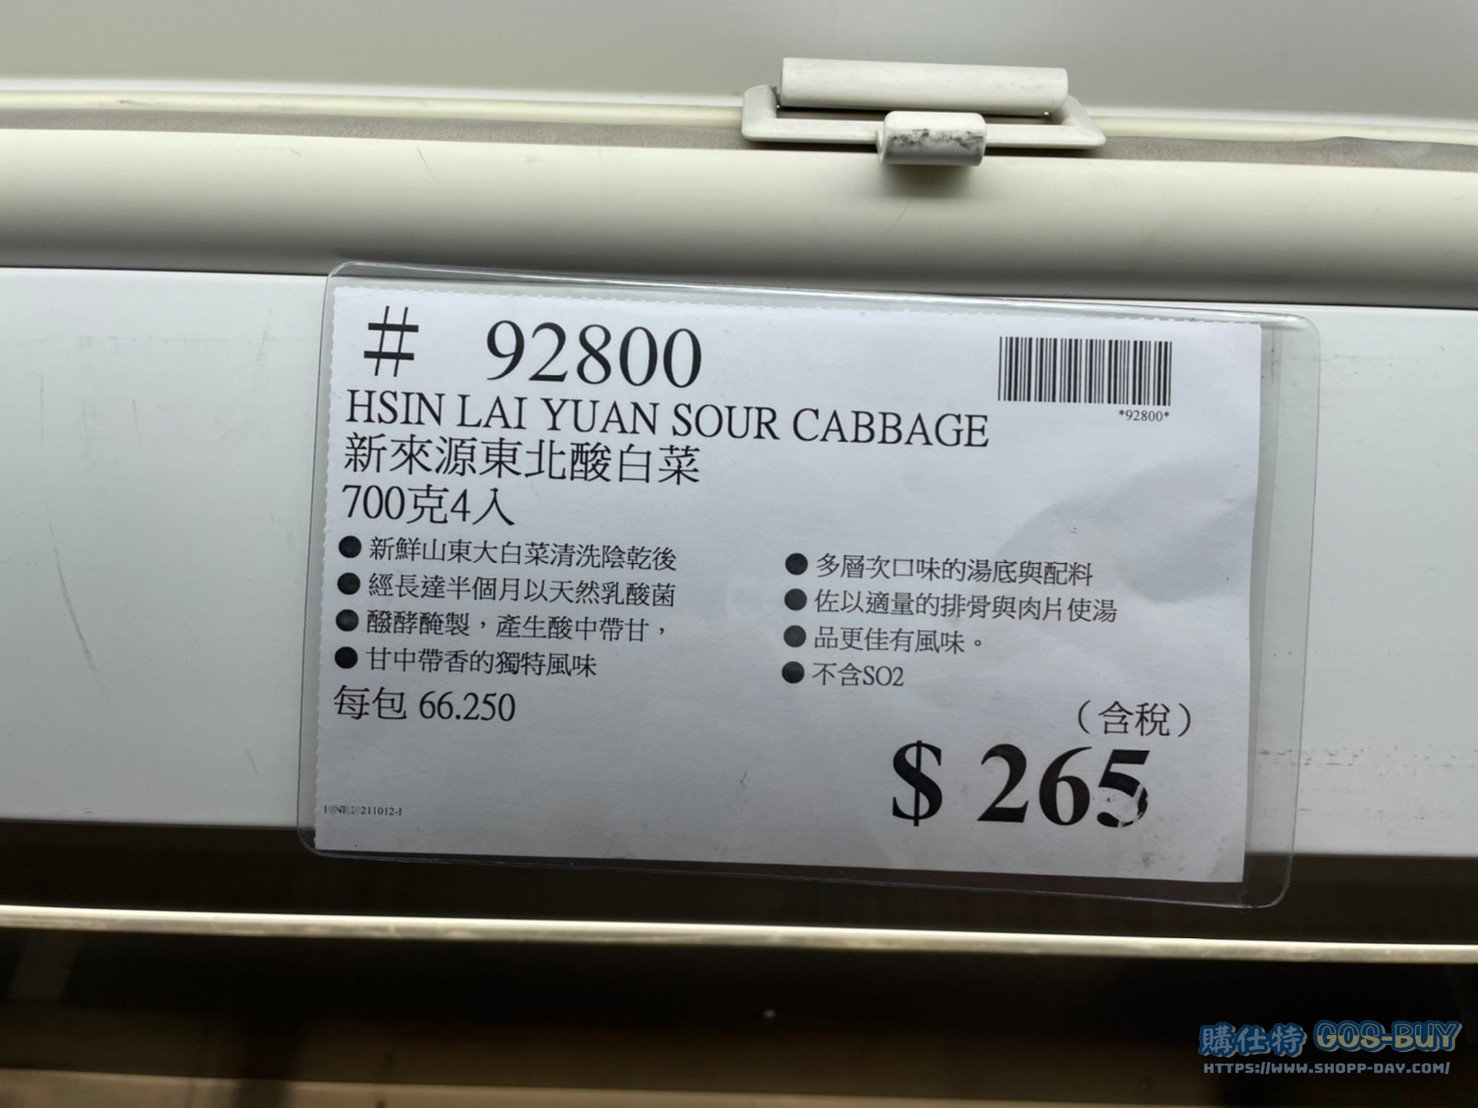 # 92800
*92800*
HSIN LAI YUAN SOUR CABBAGE
新來源東北酸白菜
700克4入
●新鮮山東大白菜清洗陰乾後
●經長達半個月以天然乳酸菌
●醱酵醃製，產生酸中帶甘，
●甘中帶香的獨特風味
●多層次口味的湯底與配料
●佐以適量的排骨與肉片使湯
●品更佳有風味。
●不含SO2
每包 66.250
（含稅）
$ 265
購仕特 GOS-BUY
HTTPS://WWW.SHOPP-DAY.COM/